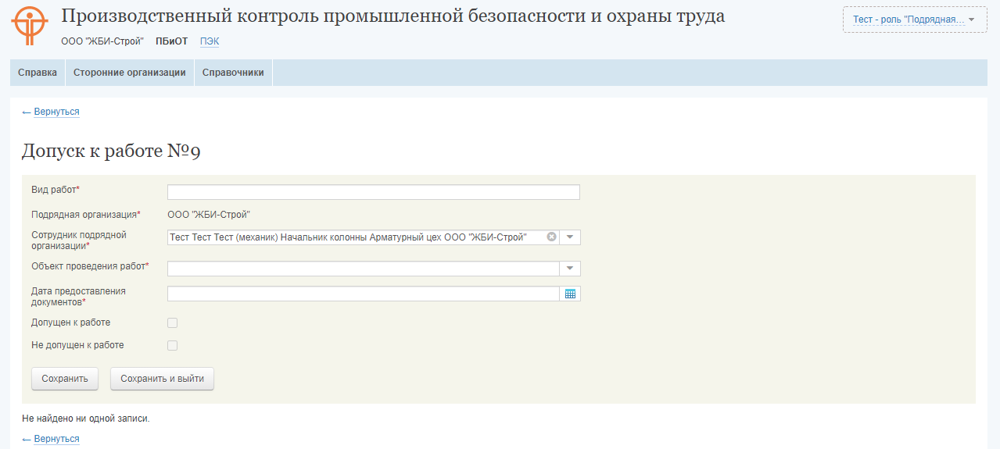 Производственный контроль промышленной безопасности и охраны труда
Тест - роль "Подрядная...
ООО "ЖБИ-Строй" ПБиОТ ПЭК
Справка Сторонние организации Справочники
← Вернуться
Допуск к работе №9
Вид работ*
Подрядная организация* ООО "ЖБИ-Строй"
Сотрудник подрядной
организации*
Тест Тест Тест (механик) Начальник колонны Арматурный цех ООО "ЖБИ-Строй"
Объект проведения работ*
Дата предоставления
документов*
Допущен к работе
Не допущен к работе
Сохранить Сохранить и выйти
Не найдено ни одной записи.
← Вернуться